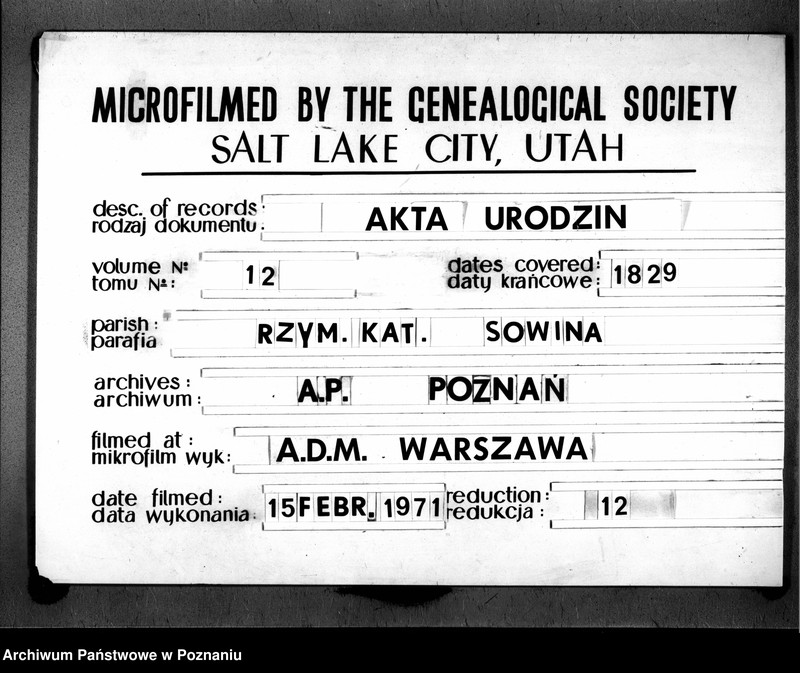 MICROFILMED BY THE GENEALOGICAL SOCIETY
SALT LAKE CITY, UTAH
desc. of records:
rodzaj dokumentu: AKTA URODZIN
volume №
tomu №: 12
dates covered:
daty krańcowe: 1829
parish:
parafia RZYM. KAT. SOWINA
archives:
archiwum: A.P. POZNAŃ
filmed at:
mikrofilm wyk: A.D.M. WARSZAWA
date filmed:
data wykonania: 15 FEBR. 1971
reduction:
redukcja: 12
Archiwum Państwowe w Poznaniu